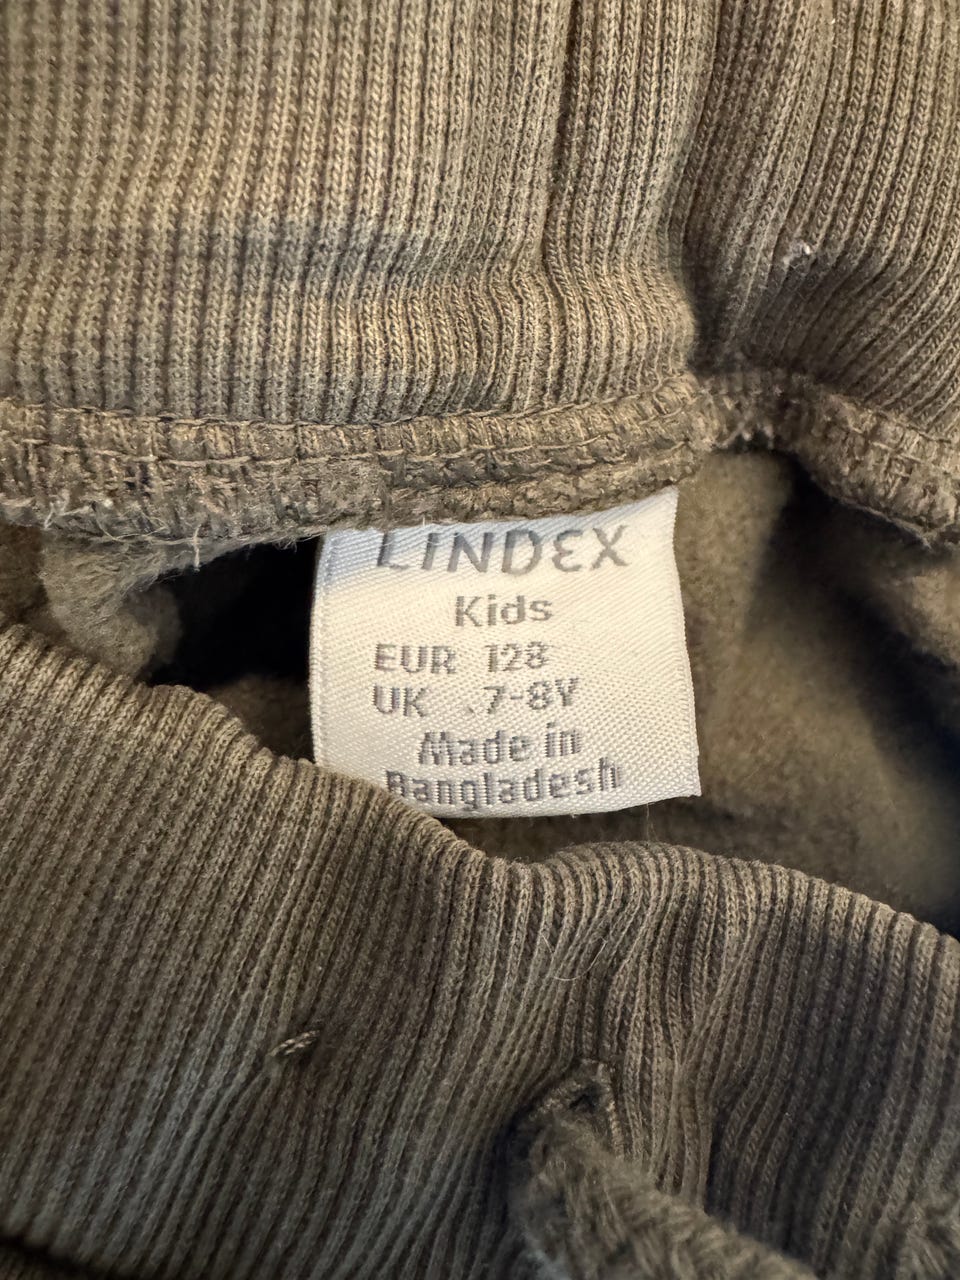 LINDEX
Kids
EUR 128
UK 7-8Y
Made in
Bangladesh